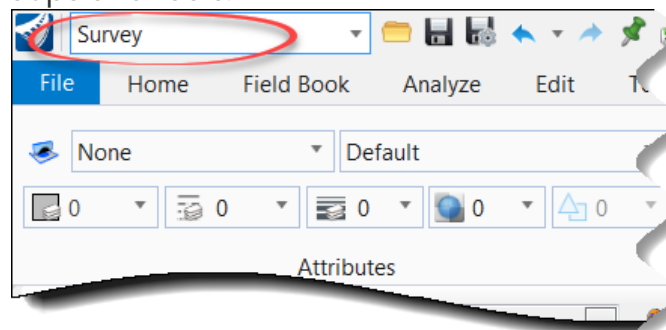 Survey
File Home Field Book Analyze Edit
None Default
0 0 0 0 0
Attributes